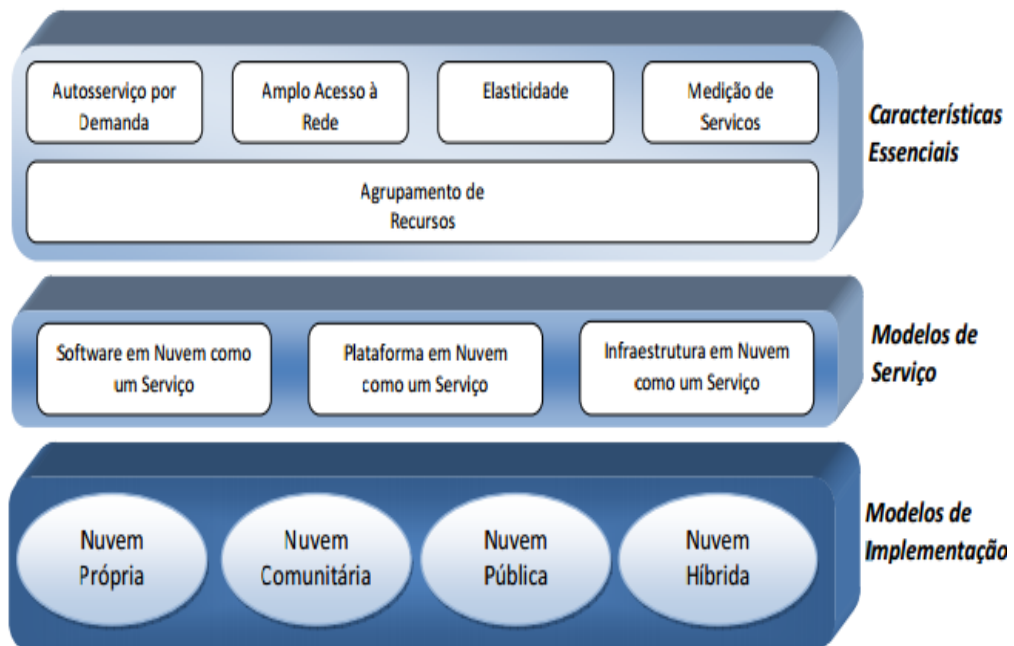 Autosserviço por
Demanda
Amplo Acesso à
Rede
Elasticidade
Medição de
Servicos
Características
Essenciais
Agrupamento de
Recursos
Software em Nuvem como
um Serviço
Plataforma em Nuvem
como um Serviço
Infraestrutura em Nuvem
como um Serviço
Modelos de
Serviço
Nuvem
Própria
Nuvem
Comunitária
Nuvem
Pública
Nuvem
Híbrida
Modelos de
Implementação